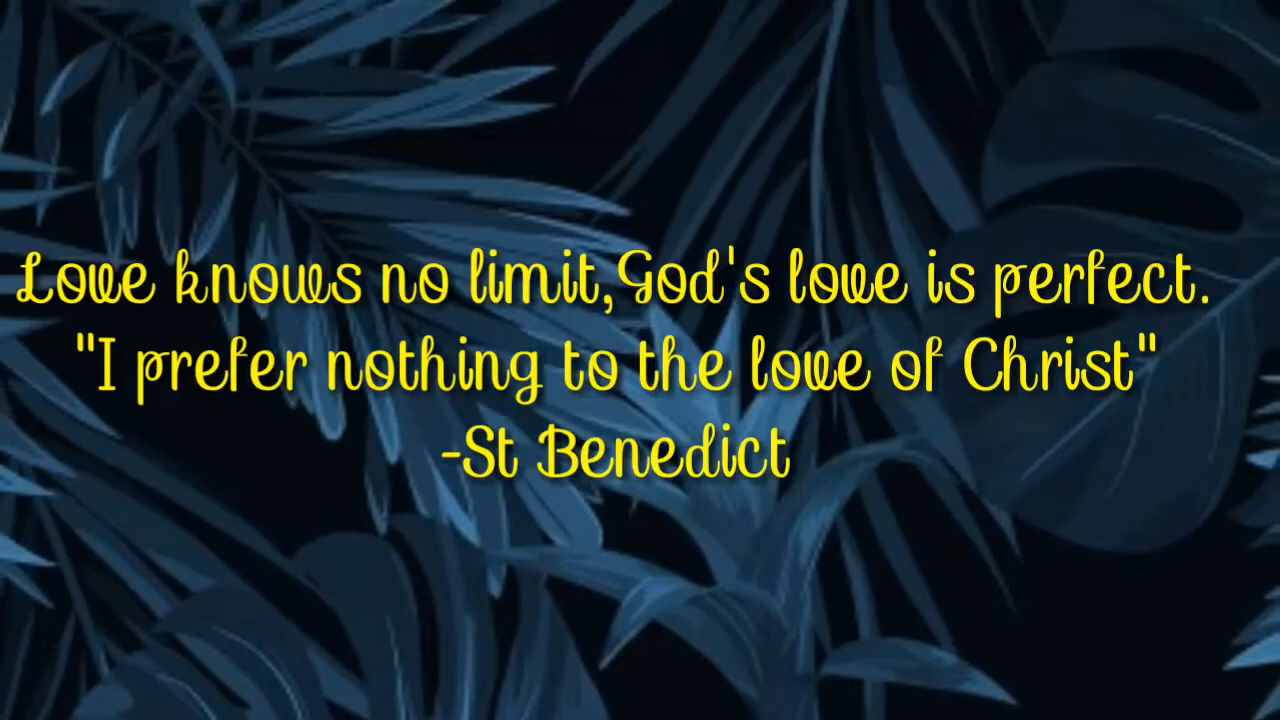 Love knows no limit,God's love is perfect.
"I prefer nothing to the love of Christ"
-St Benedict